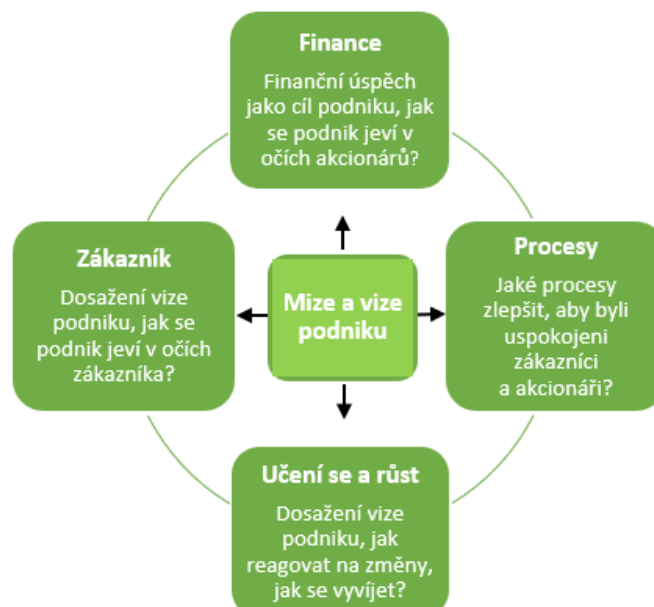 Finance
Finanční úspěch
jako cíl podniku, jak
se podnik jeví v
očích akcionárů?
Zákazník
Dosažení vize
podniku, jak se
podnik jeví v očích
zákazníka?
Mize a vize
podniku
Procesy
Jaké procesy
zlepšit, aby byli
uspokojeni
zákazníci
a akcionáři?
Učení se a růst
Dosažení vize
podniku, jak
reagovat na změny,
jak se vyvíjet?